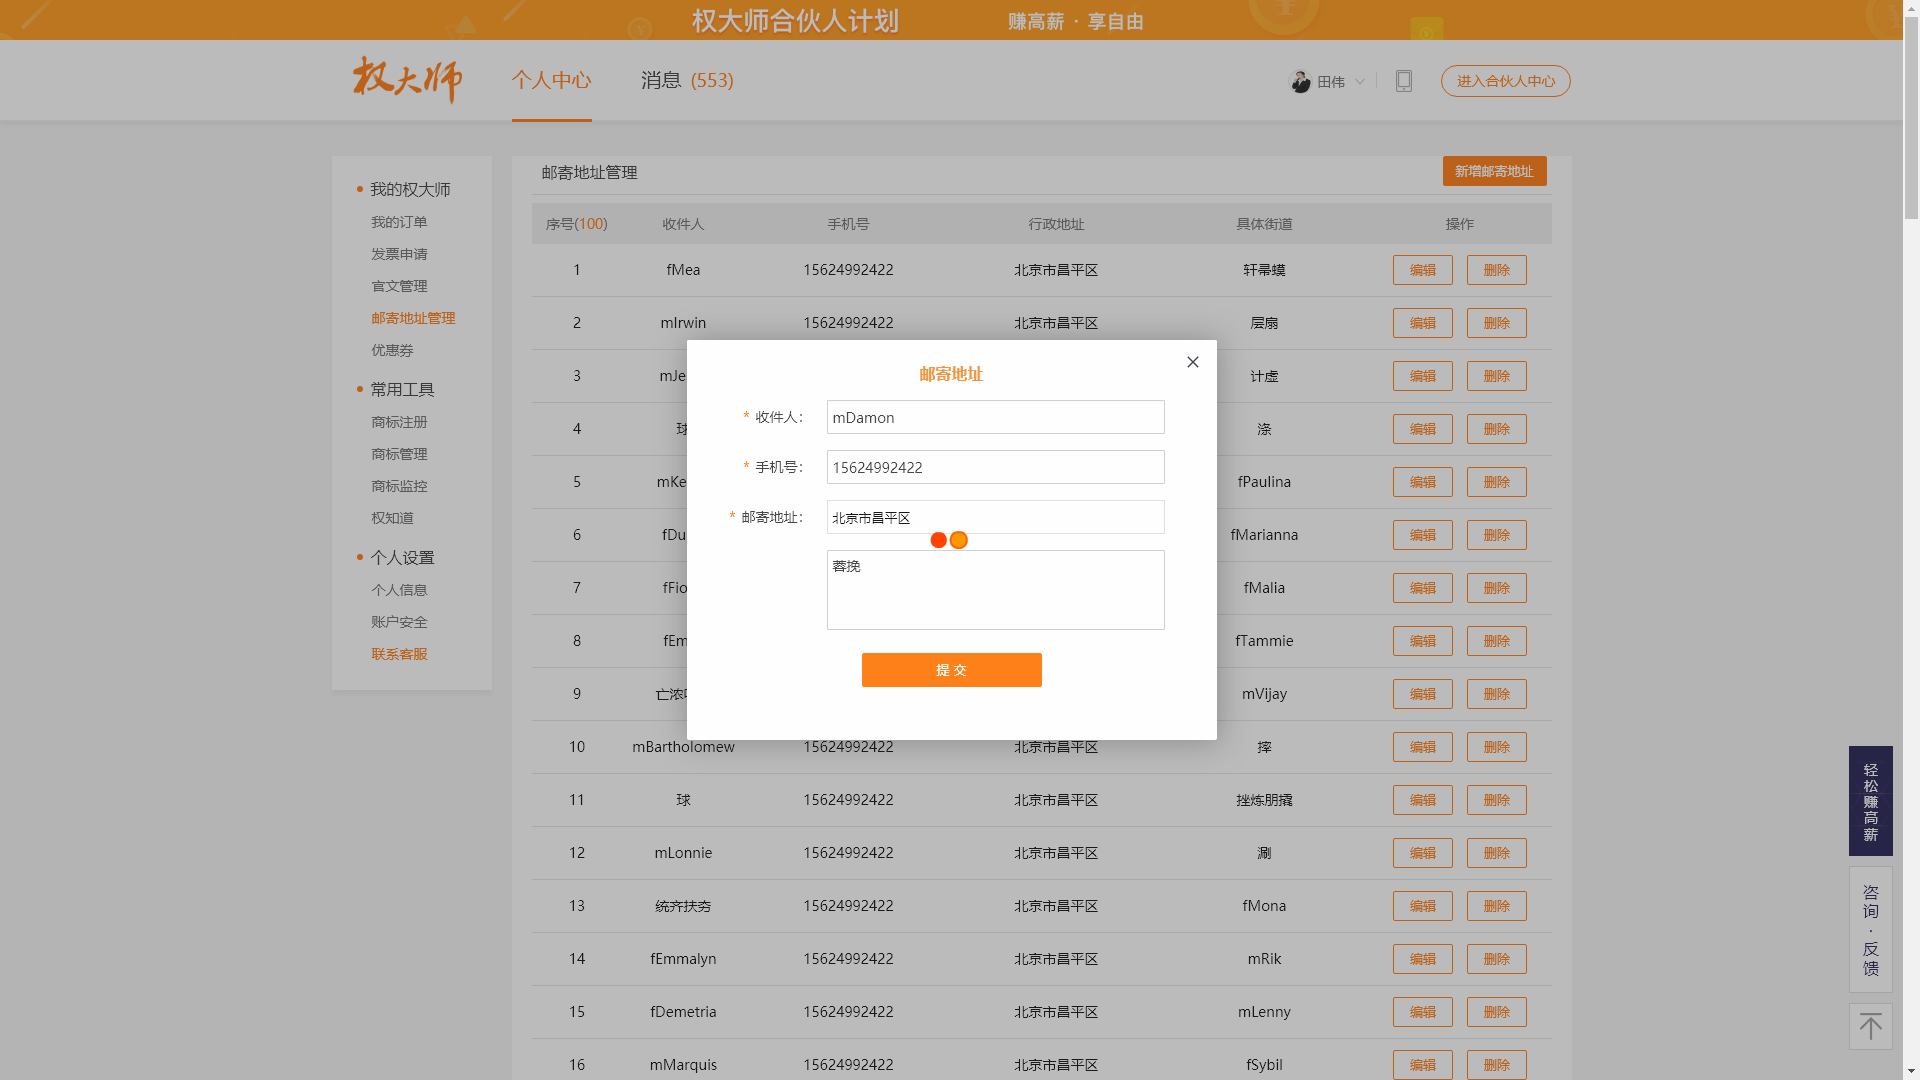 权大师合伙人计划 赚高薪 · 享自由
权大师 个人中心 消息 (553) 田伟 进入合伙人中心
我的权大师
我的订单
发票申请
官文管理
邮寄地址管理
优惠券
常用工具
商标注册
商标管理
商标监控
权知道
个人设置
个人信息
账户安全
联系客服
邮寄地址管理 新增邮寄地址
序号(100) 收件人 手机号 行政地址 具体街道 操作
1 fMea 15624992422 北京市昌平区 轩幂蟆 编辑 删除
2 mIrwin 15624992422 北京市昌平区 层扇 编辑 删除
3 mJe 计虚 编辑 删除
4 球 涤 编辑 删除
5 mKe fPaulina 编辑 删除
6 fDu fMarianna 编辑 删除
7 fFio fMalia 编辑 删除
8 fEm fTammie 编辑 删除
9 亡浓 mVijay 编辑 删除
10 mBartholomew 15624992422 北京市昌平区 摔 编辑 删除
11 球 15624992422 北京市昌平区 挫炼朋撬 编辑 删除
12 mLonnie 15624992422 北京市昌平区 涮 编辑 删除
13 统齐扶夯 15624992422 北京市昌平区 fMona 编辑 删除
14 fEmmalyn 15624992422 北京市昌平区 mRik 编辑 删除
15 fDemetria 15624992422 北京市昌平区 mLenny 编辑 删除
16 mMarquis 15624992422 北京市昌平区 fSybil 编辑 删除
邮寄地址
* 收件人： mDamon
* 手机号： 15624992422
* 邮寄地址： 北京市昌平区
蓉挽
提 交
轻松赚高薪
咨询·反馈